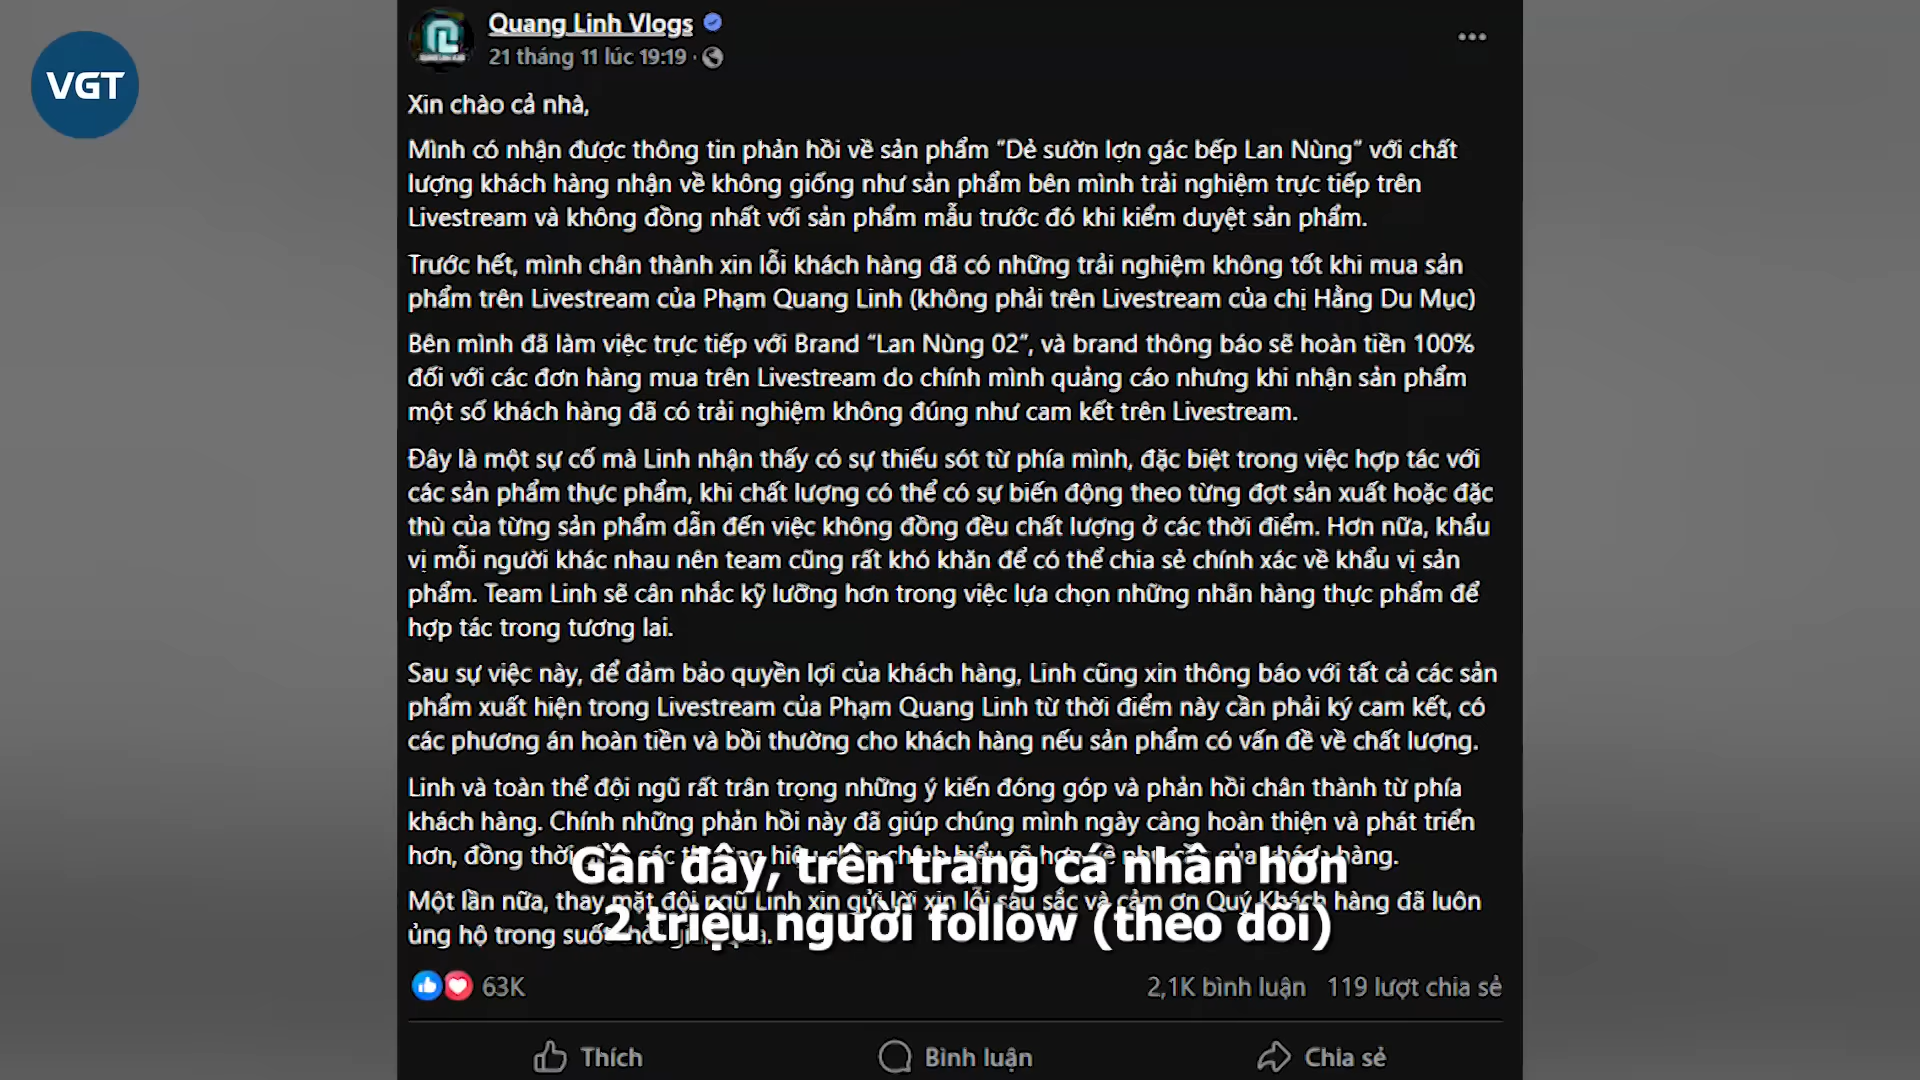 VGT
Quang Linh Vlogs
21 tháng 11 lúc 19:19 ·
Xin chào cả nhà,
Mình có nhận được thông tin phản hồi về sản phẩm “Dẻ sườn lợn gác bếp Lan Nùng” với chất
lượng khách hàng nhận về không giống như sản phẩm bên mình trải nghiệm trực tiếp trên
Livestream và không đồng nhất với sản phẩm mẫu trước đó khi kiểm duyệt sản phẩm.
Trước hết, mình chân thành xin lỗi khách hàng đã có những trải nghiệm không tốt khi mua sản
phẩm trên Livestream của Phạm Quang Linh (không phải trên Livestream của chị Hằng Du Mục)
Bên mình đã làm việc trực tiếp với Brand “Lan Nùng 02”, và brand thông báo sẽ hoàn tiền 100%
đối với các đơn hàng mua trên Livestream do chính mình quảng cáo nhưng khi nhận sản phẩm
một số khách hàng đã có trải nghiệm không đúng như cam kết trên Livestream.
Đây là một sự cố mà Linh nhận thấy có sự thiếu sót từ phía mình, đặc biệt trong việc hợp tác với
các sản phẩm thực phẩm, khi chất lượng có thể có sự biến động theo từng đợt sản xuất hoặc đặc
thù của từng sản phẩm dẫn đến việc không đồng đều chất lượng ở các thời điểm. Hơn nữa, khẩu
vị mỗi người khác nhau nên team cũng rất khó khăn để có thể chia sẻ chính xác về khẩu vị sản
phẩm. Team Linh sẽ cân nhắc kỹ lưỡng hơn trong việc lựa chọn những nhãn hàng thực phẩm để
hợp tác trong tương lai.
Sau sự việc này, để đảm bảo quyền lợi của khách hàng, Linh cũng xin thông báo với tất cả các sản
phẩm xuất hiện trong Livestream của Phạm Quang Linh từ thời điểm này cần phải ký cam kết, có
các phương án hoàn tiền và bồi thường cho khách hàng nếu sản phẩm có vấn đề về chất lượng.
Linh và toàn thể đội ngũ rất trân trọng những ý kiến đóng góp và phản hồi chân thành từ phía
khách hàng. Chính những phản hồi này đã giúp chúng mình ngày càng hoàn thiện và phát triển
hơn, đồng thời của khách hàng.
Gần đây, trên trang cá nhân hơn
Một lần nữa, thay mặt đội ngũ Linh xin gửi lời xin lỗi sâu sắc và cảm ơn Quý Khách hàng đã luôn
2 triệu người follow (theo dõi)
ủng hộ trong suốt
63K 2,1K bình luận 119 lượt chia sẻ
Thích Bình luận Chia sẻ